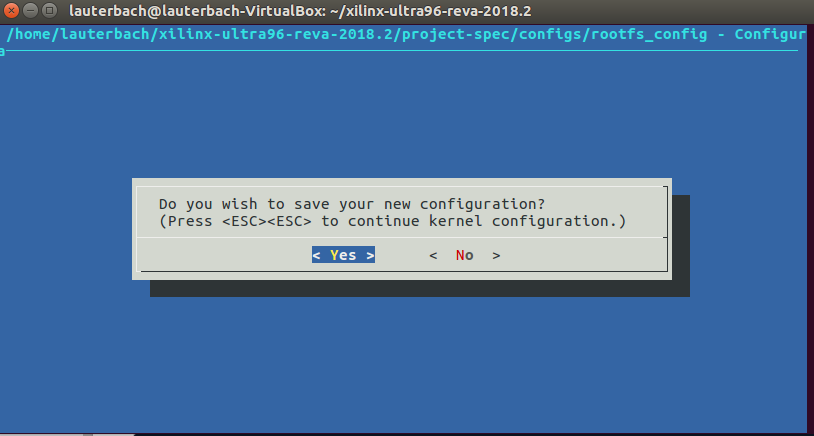 lauterbach@lauterbach-VirtualBox: ~/xilinx-ultra96-reva-2018.2
/home/lauterbach/xilinx-ultra96-reva-2018.2/project-spec/configs/rootfs_config - Configur
a
Do you wish to save your new configuration?
(Press <ESC><ESC> to continue kernel configuration.)
< Yes > < No >